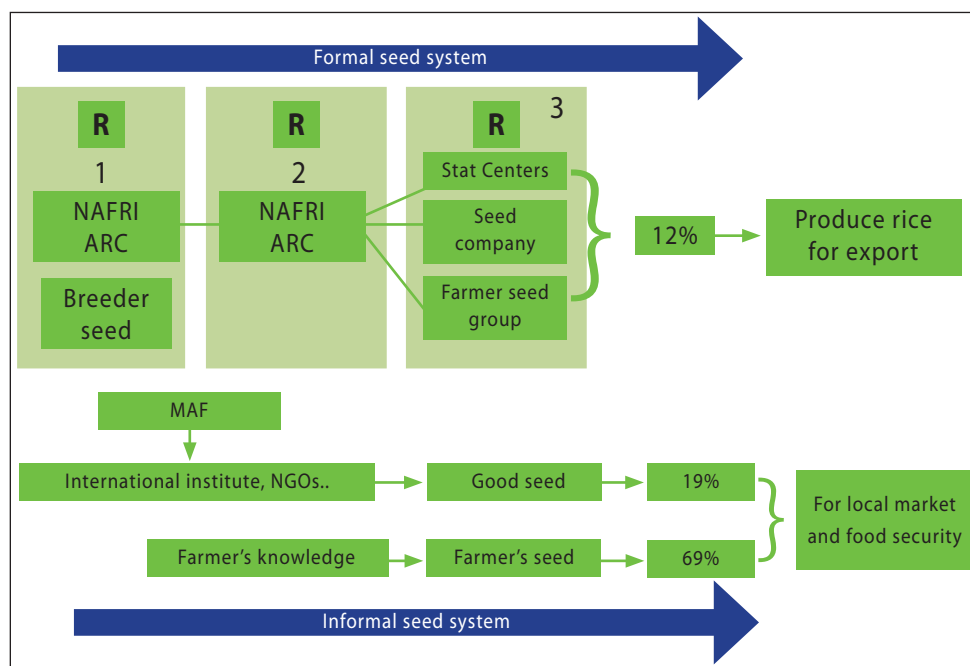 Formal seed system
R
1
NAFRI
ARC
Breeder
seed
R
2
NAFRI
ARC
R
3
Stat Centers
Seed
company
Farmer seed
group
12%
Produce rice
for export
MAF
International institute, NGOs..
Good seed
19%
Farmer's knowledge
Farmer's seed
69%
For local market
and food security
Informal seed system